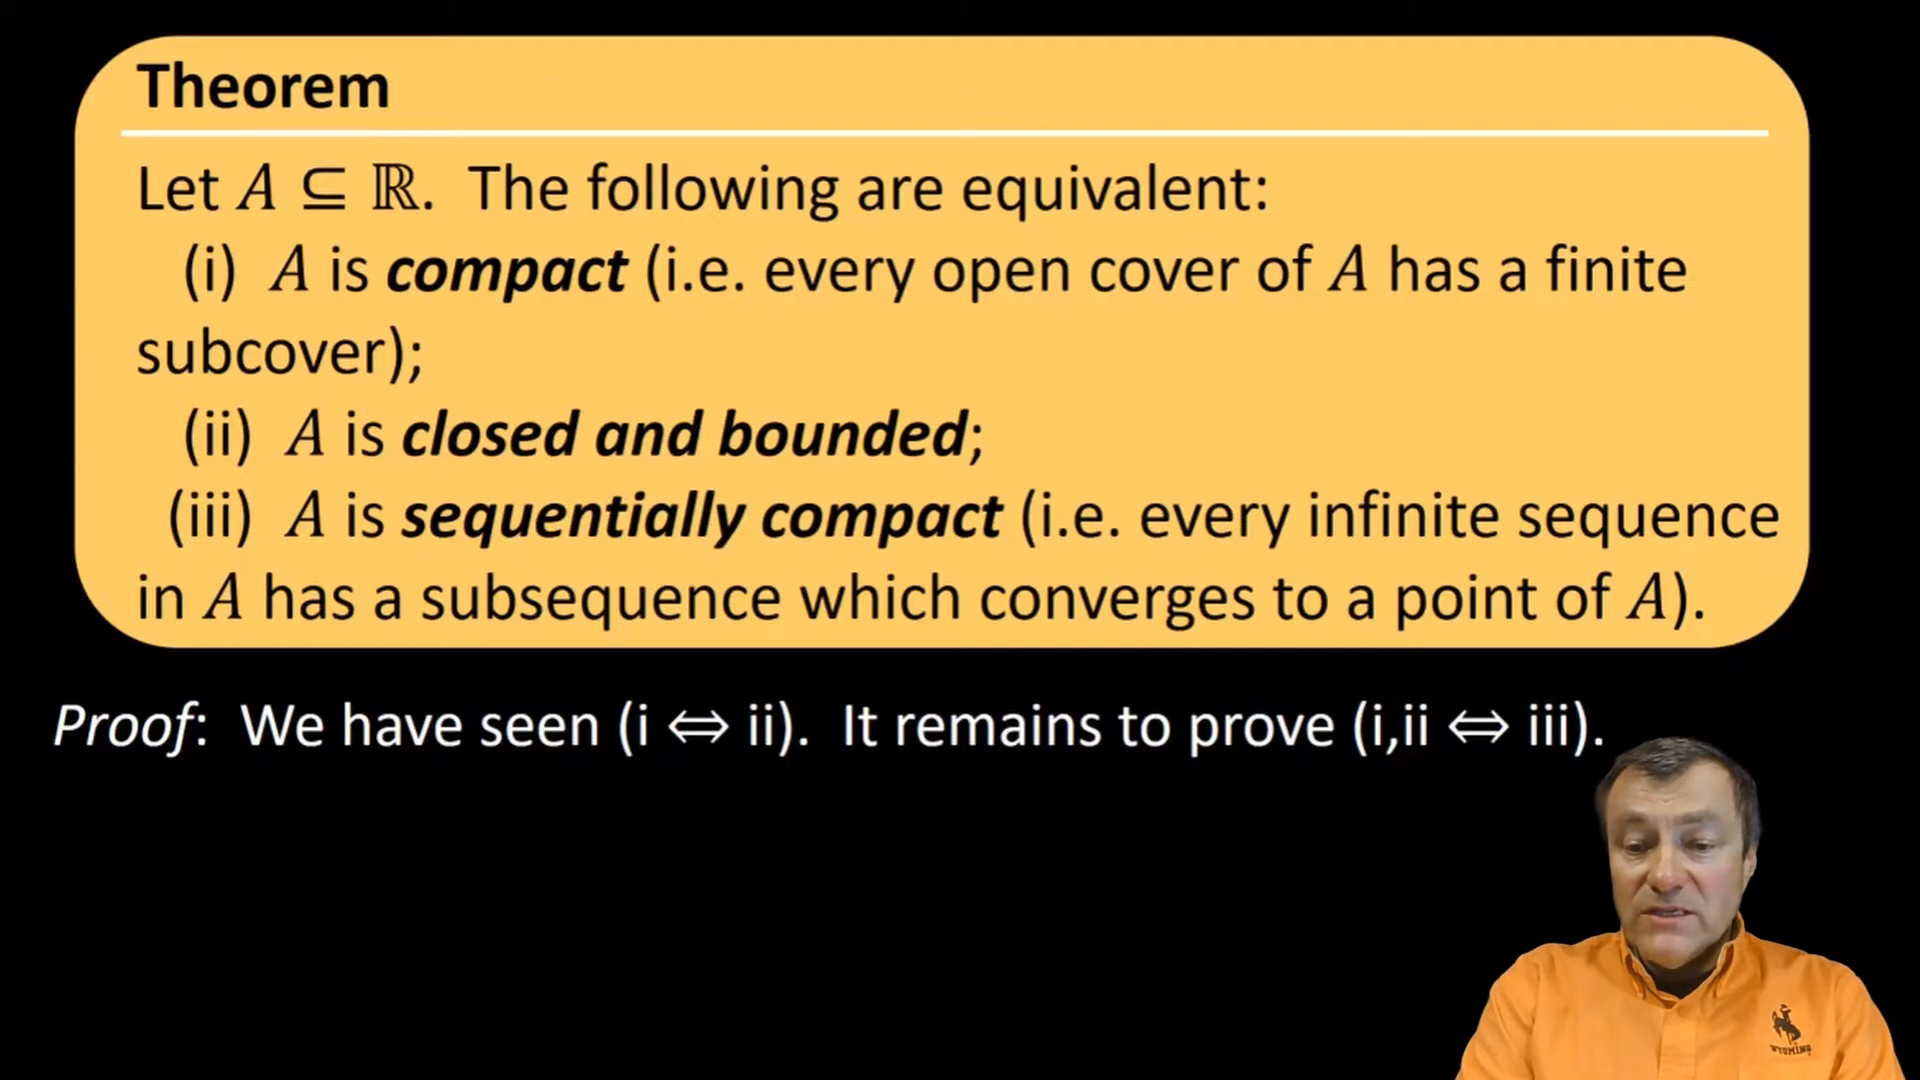 Theorem
Let A ⊆ ℝ. The following are equivalent:
(i) A is compact (i.e. every open cover of A has a finite
subcover);
(ii) A is closed and bounded;
(iii) A is sequentially compact (i.e. every infinite sequence
in A has a subsequence which converges to a point of A).
Proof: We have seen (i ⇔ ii). It remains to prove (i,ii ⇔ iii).
WYOMING